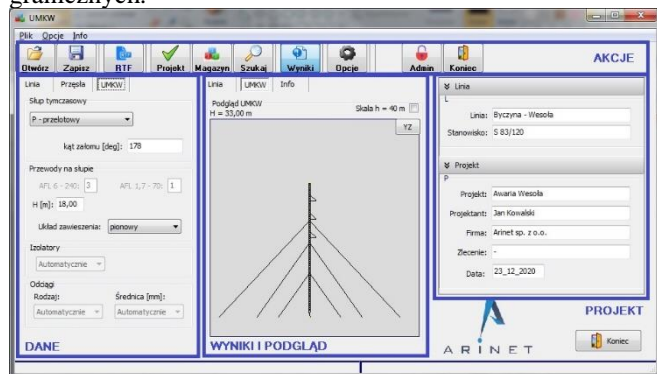 granicznych.
UMKW
Plik Opcje Info
Otwórz Zapisz RTF Projekt Magazyn Szukaj Wyniki Opcje Admin Koniec
AKCJE
Linia Przęsła UMKW
Słup tymczasowy
P - przelotowy
kąt załomu [deg]: 178
Przewody na słupie
AFL 6 - 240: 3 AFL 1,7 - 70: 1
H [m]: 18,00
Układ zawieszenia: pionowy
Izolatory
Automatycznie
Odciągi
Rodzaj: Średnica [mm]:
Automatycznie Automatycznie
DANE
Linia UMKW Info
Podgląd UMKW
H = 33,00 m
Skala h = 40 m
YZ
WYNIKI I PODGLĄD
Linia
L
Linia: Byczyna - Wesoła
Stanowisko: S 83/120
Projekt
P
Projekt: Awaria Wesoła
Projektant: Jan Kowalski
Firma: Arinet sp. z o.o.
Zlecenie: -
Data: 23_12_2020
PROJEKT
ARINET
Koniec